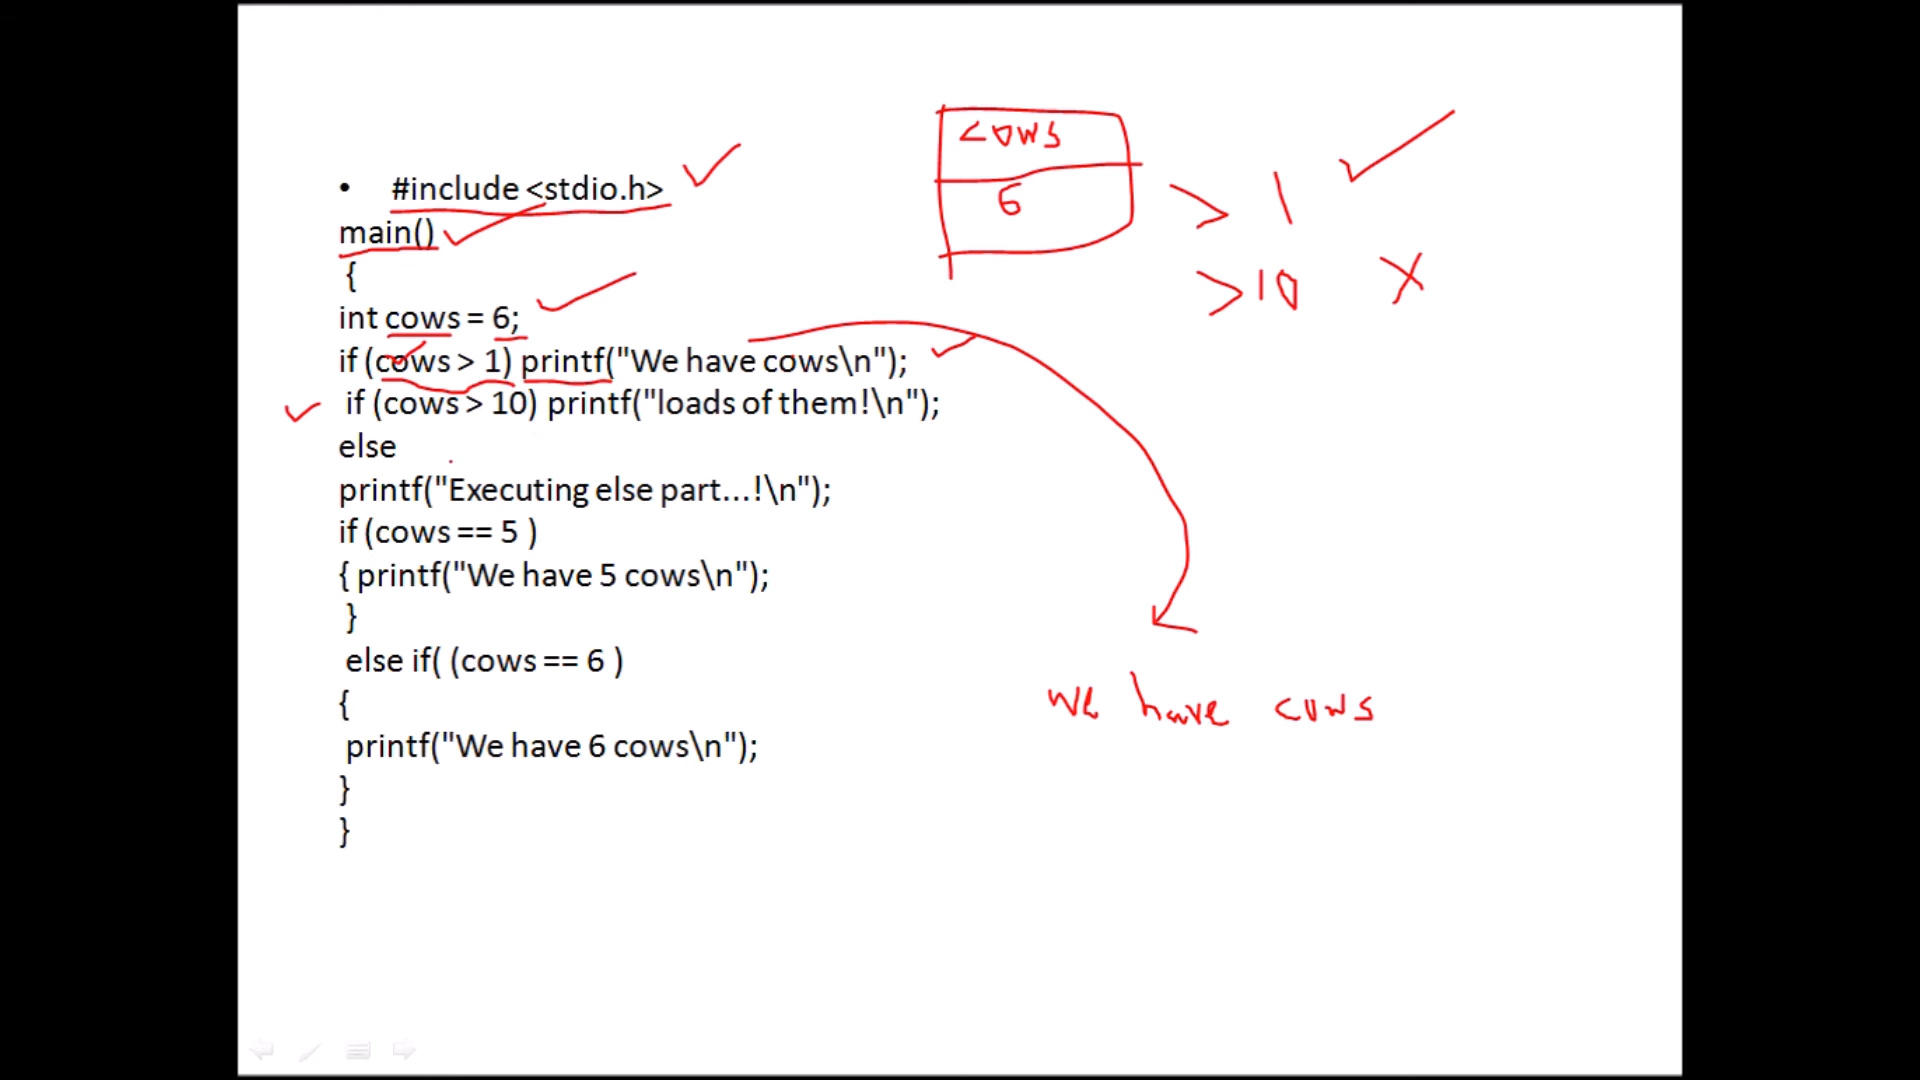 • #include <stdio.h>
main()
{
int cows = 6;
if (cows > 1) printf("We have cows\n");
if (cows > 10) printf("loads of them!\n");
else
printf("Executing else part...!\n");
if (cows == 5 )
{ printf("We have 5 cows\n");
}
else if( (cows == 6 )
{
printf("We have 6 cows\n");
}
}
cows
6 > 1
>10 X
We have cows